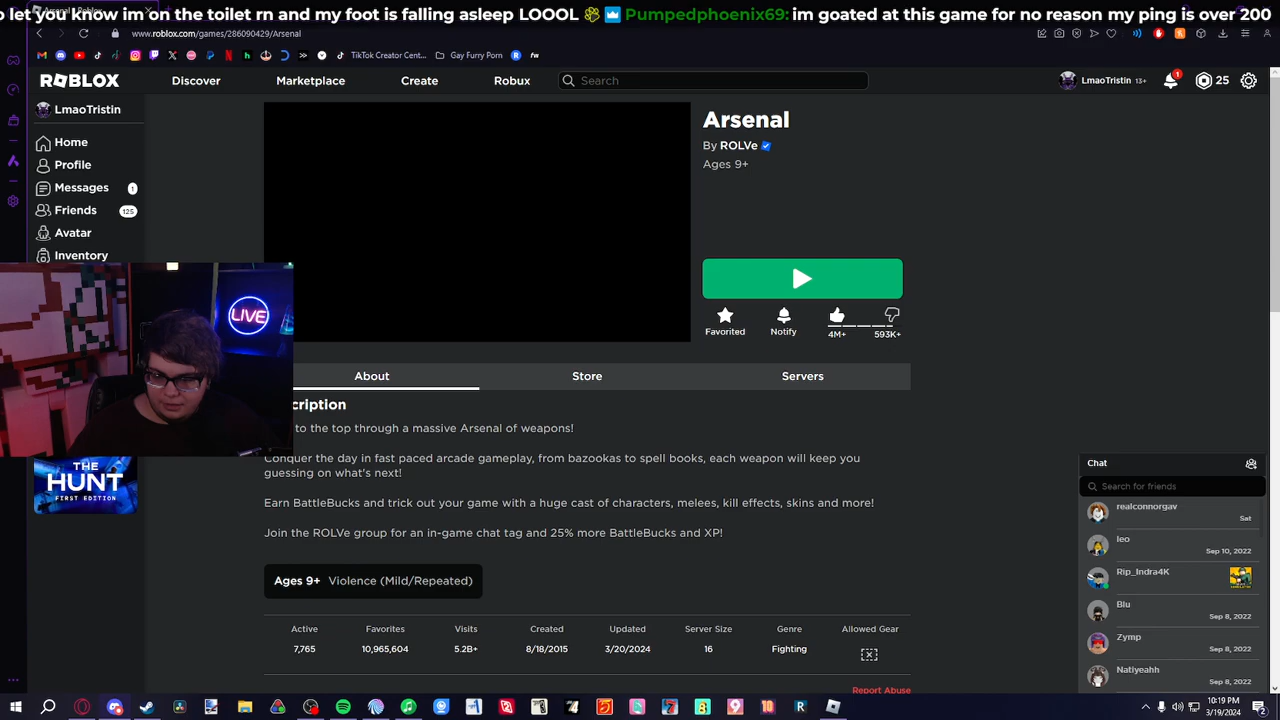 o let you know im on the toilet rn and my foot is falling asleep LOOOL Pumpedphoenix69: im goated at this game for no reason my ping is over 200
www.roblox.com/games/286090429/Arsenal
TikTok Creator Cent... Gay Furry Porn fw
ROBLOX Discover Marketplace Create Robux Search LmaoTristin 13+ 1 25
LmaoTristin
Home
Profile
Messages 1
Friends 125
Avatar
Inventory
THE HUNT
FIRST EDITION
LIVE
Arsenal
By ROLVe
Ages 9+
Favorited Notify 4M+ 593K+
About Store Servers
cription
to the top through a massive Arsenal of weapons!
Conquer the day in fast paced arcade gameplay, from bazookas to spell books, each weapon will keep you
guessing on what's next!
Earn BattleBucks and deck out your game with a huge cast of characters, melees, kill effects, skins and more!
Join the ROLVe group for an in-game chat tag and 25% more BattleBucks and XP!
Ages 9+ Violence (Mild/Repeated)
Active Favorites Visits Created Updated Server Size Genre Allowed Gear
7,765 10,965,604 5.2B+ 8/18/2015 3/20/2024 16 Fighting
Report Abuse
Chat
Search for friends
realconnorgav
Sat
leo
Sep 10, 2022
Rip_Indra4K
Blu
Sep 8, 2022
Zymp
Sep 8, 2022
Natiyeahh
Sep 8, 2022
10:19 PM
3/19/2024
2